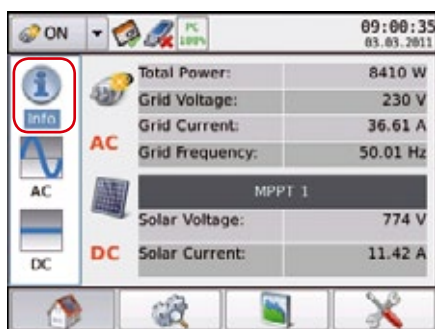 ON
PC
100%
09:00:35
03.03.2011
Info
AC
DC
AC
Total Power: 8410 W
Grid Voltage: 230 V
Grid Current: 36.61 A
Grid Frequency: 50.01 Hz
MPPT 1
DC
Solar Voltage: 774 V
Solar Current: 11.42 A